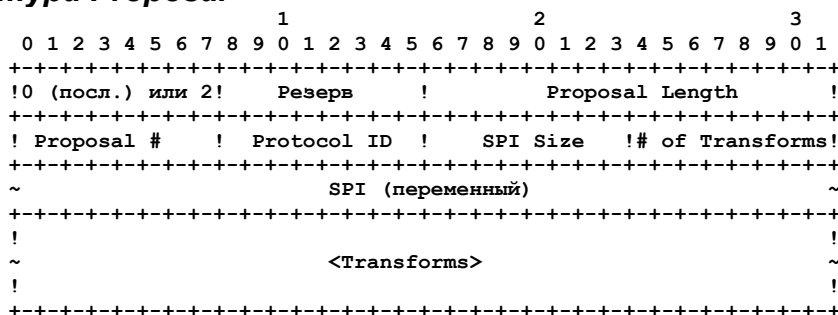 тура Proposal
1 2 3
0 1 2 3 4 5 6 7 8 9 0 1 2 3 4 5 6 7 8 9 0 1 2 3 4 5 6 7 8 9 0 1
+-+-+-+-+-+-+-+-+-+-+-+-+-+-+-+-+-+-+-+-+-+-+-+-+-+-+-+-+-+-+-+-+
!0 (посл.) или 2! Резерв ! Proposal Length !
+-+-+-+-+-+-+-+-+-+-+-+-+-+-+-+-+-+-+-+-+-+-+-+-+-+-+-+-+-+-+-+-+
! Proposal # ! Protocol ID ! SPI Size !# of Transforms!
+-+-+-+-+-+-+-+-+-+-+-+-+-+-+-+-+-+-+-+-+-+-+-+-+-+-+-+-+-+-+-+-+
~ SPI (переменный) ~
+-+-+-+-+-+-+-+-+-+-+-+-+-+-+-+-+-+-+-+-+-+-+-+-+-+-+-+-+-+-+-+-+
! !
~ <Transforms> ~
! !
+-+-+-+-+-+-+-+-+-+-+-+-+-+-+-+-+-+-+-+-+-+-+-+-+-+-+-+-+-+-+-+-+